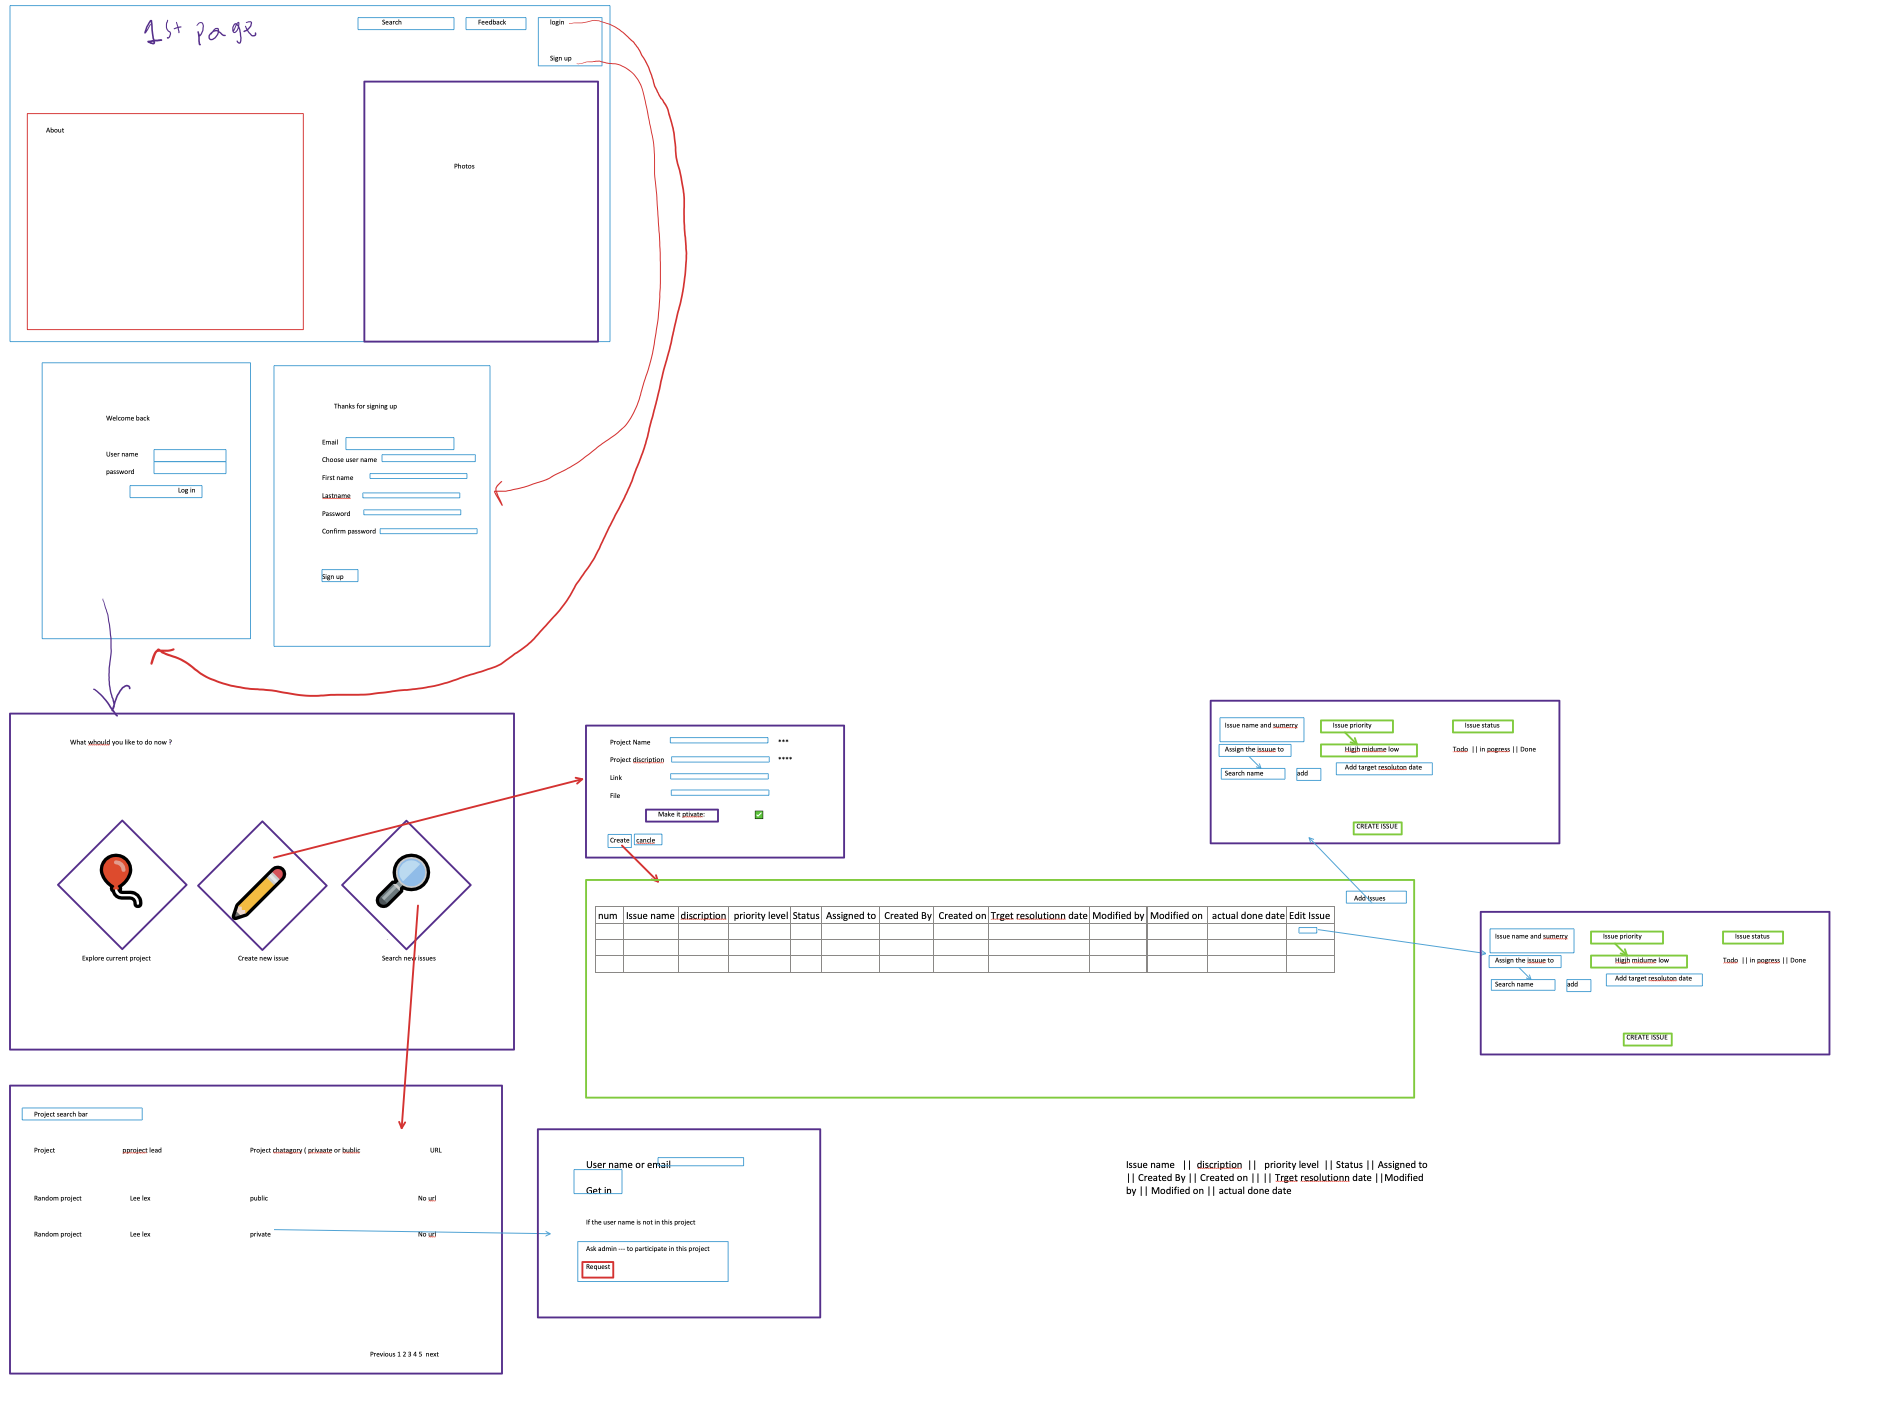 1st page
Search
Feedback
login
Sign up
About
Photos
Welcome back
User name
password
Log in
Thanks for signing up
Email
Choose user name
First name
Lastname
Password
Confirm password
Sign up
What whould you like to do now ?
Explore current project
Create new issue
Search new issues
Project Name ***
Project discription ****
Link
File
Make it ptivate:
Create cancle
Add Issues
num Issue name discription priority level Status Assigned to Created By Created on Trget resolutionn date Modified by Modified on actual done date Edit Issue
Issue name and sumerry Issue priority Issue status
Assign the issuue to Higjh midume low Todo || in pogress || Done
Search name add Add target resoluton date
CREATE ISSUE
Issue name and sumerry Issue priority Issue status
Assign the issuue to Higjh midume low Todo || in pogress || Done
Search name add Add target resoluton date
CREATE ISSUE
Project search bar
Project pproject lead Project chatagory ( privaate or bublic URL
Random project Lee lex public No url
Random project Lee lex private No url
Previous 1 2 3 4 5 next
User name or email
Get in
If the user name is not in this project
Ask admin --- to participate in this project
Request
Issue name || discription || priority level || Status || Assigned to
|| Created By || Created on || || Trget resolutionn date ||Modified
by || Modified on || actual done date